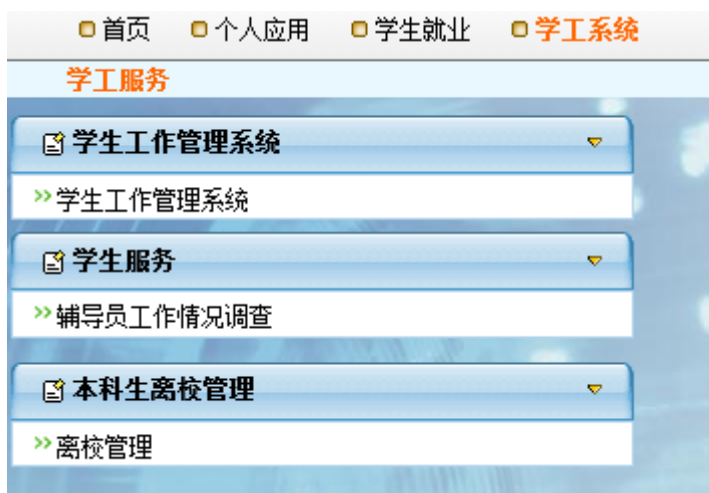 首页 个人应用 学生就业 学工系统
学工服务
学生工作管理系统
学生工作管理系统
学生服务
辅导员工作情况调查
本科生离校管理
离校管理